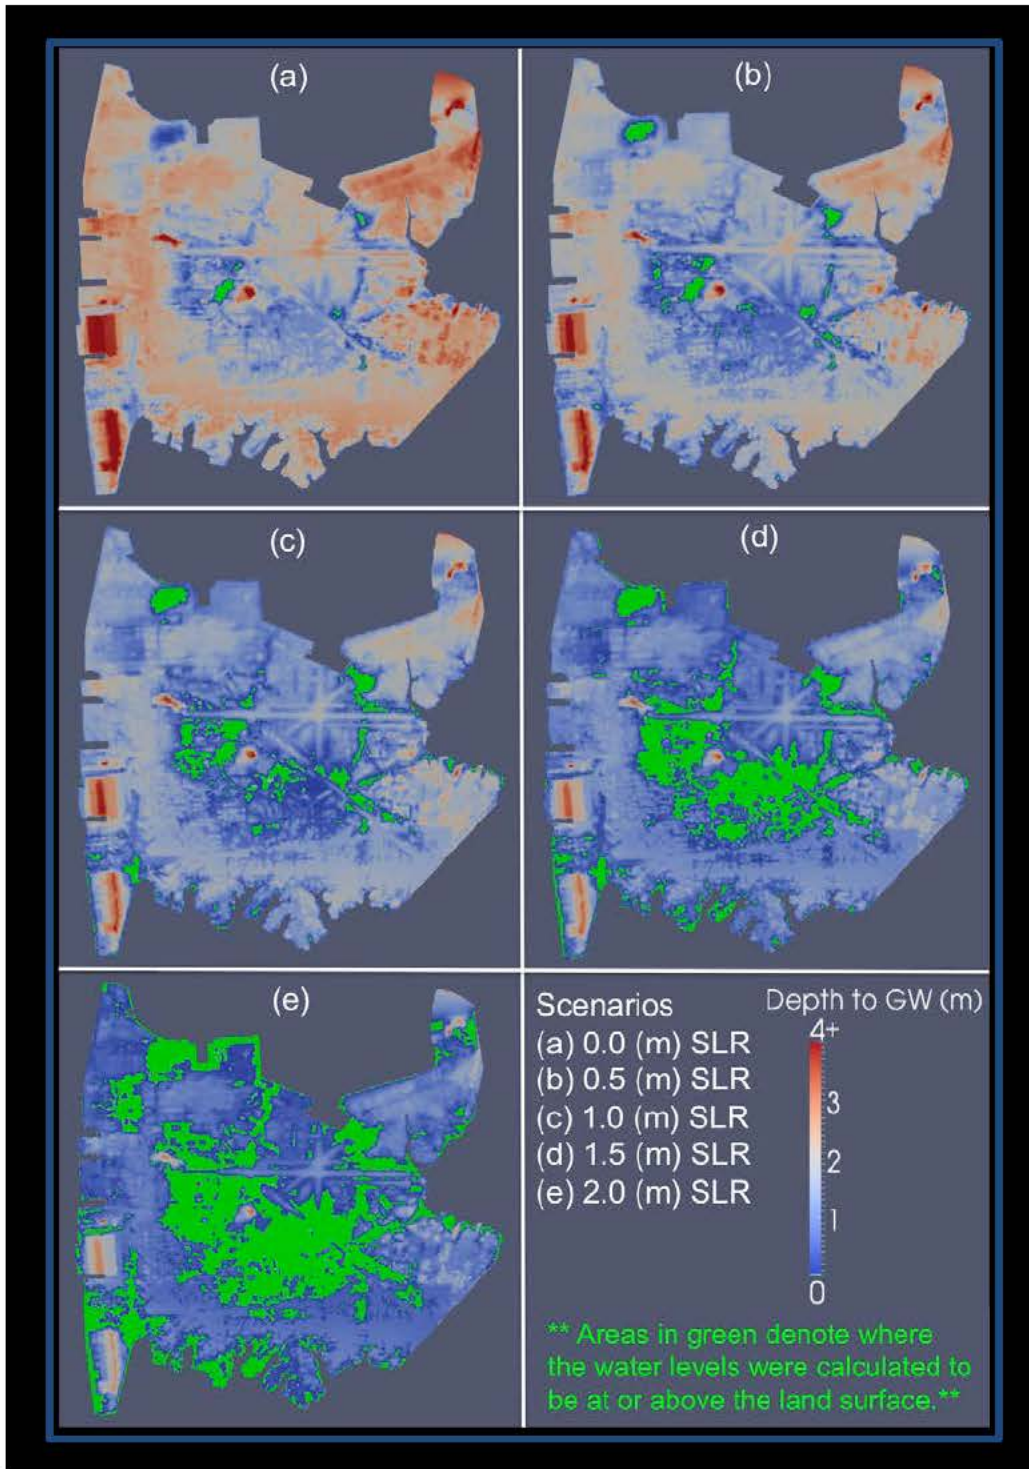 (a)
(b)
(c)
(d)
(e)
Scenarios
(a) 0.0 (m) SLR
(b) 0.5 (m) SLR
(c) 1.0 (m) SLR
(d) 1.5 (m) SLR
(e) 2.0 (m) SLR
Depth to GW (m)
4+
3
2
1
0
** Areas in green denote where
the water levels were calculated to
be at or above the land surface.**